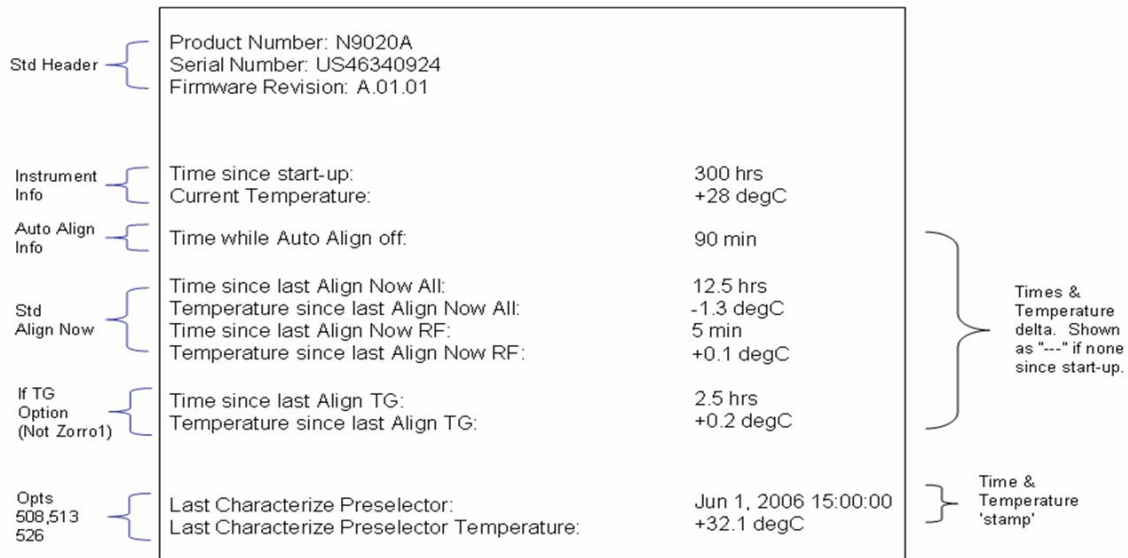 Std Header
Product Number: N9020A
Serial Number: US46340924
Firmware Revision: A.01.01
Instrument
Info
Time since start-up: 300 hrs
Current Temperature: +28 degC
Auto Align
Info
Time while Auto Align off: 90 min
Std
Align Now
Time since last Align Now All: 12.5 hrs
Temperature since last Align Now All: -1.3 degC
Time since last Align Now RF: 5 min
Temperature since last Align Now RF: +0.1 degC
If TG
Option
(Not Zorro1)
Time since last Align TG: 2.5 hrs
Temperature since last Align TG: +0.2 degC
Times &
Temperature
delta. Shown
as "---" if none
since start-up.
Opts
508,513
526
Last Characterize Preselector: Jun 1, 2006 15:00:00
Last Characterize Preselector Temperature: +32.1 degC
Time &
Temperature
'stamp'